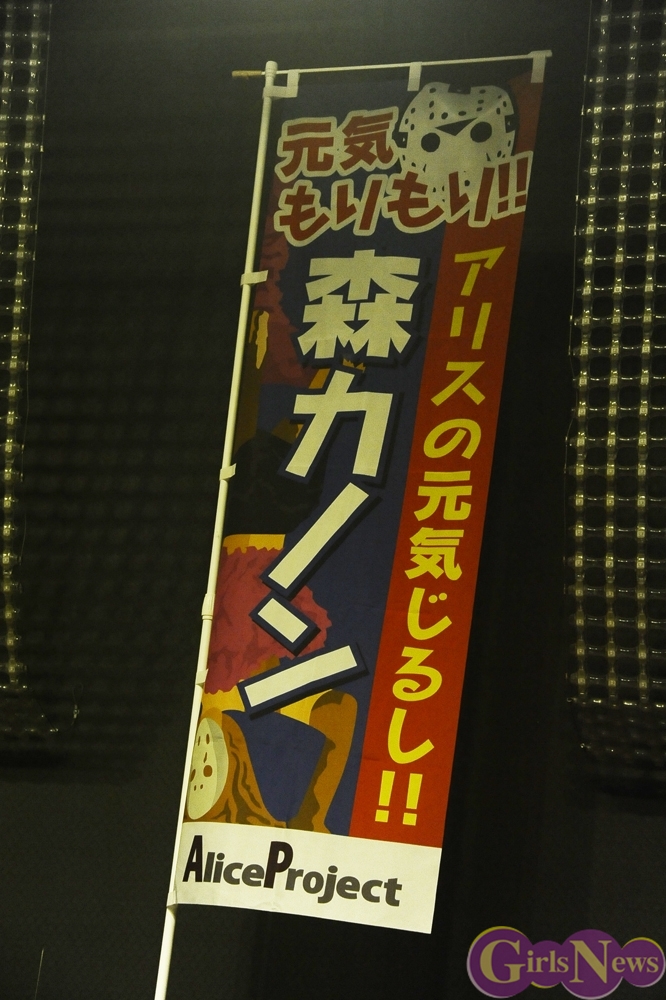 元気
もりもり!!
森カノン
アリスの元気じるし!!
AliceProject
GirlsNews